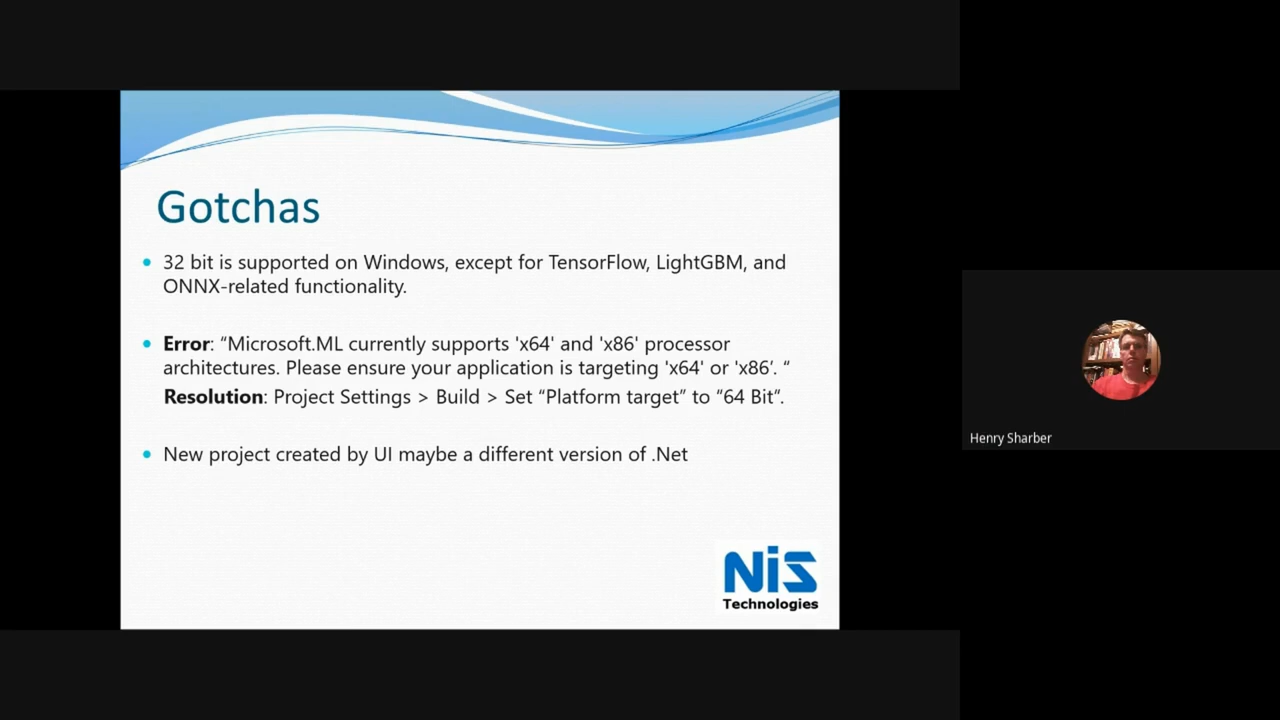 Gotchas
32 bit is supported on Windows, except for TensorFlow, LightGBM, and
ONNX-related functionality.
Error: “Microsoft.ML currently supports 'x64' and 'x86' processor
architectures. Please ensure your application is targeting 'x64' or 'x86’. “
Resolution: Project Settings > Build > Set “Platform target” to “64 Bit”.
New project created by UI maybe a different version of .Net
NiS
Technologies
Henry Sharber